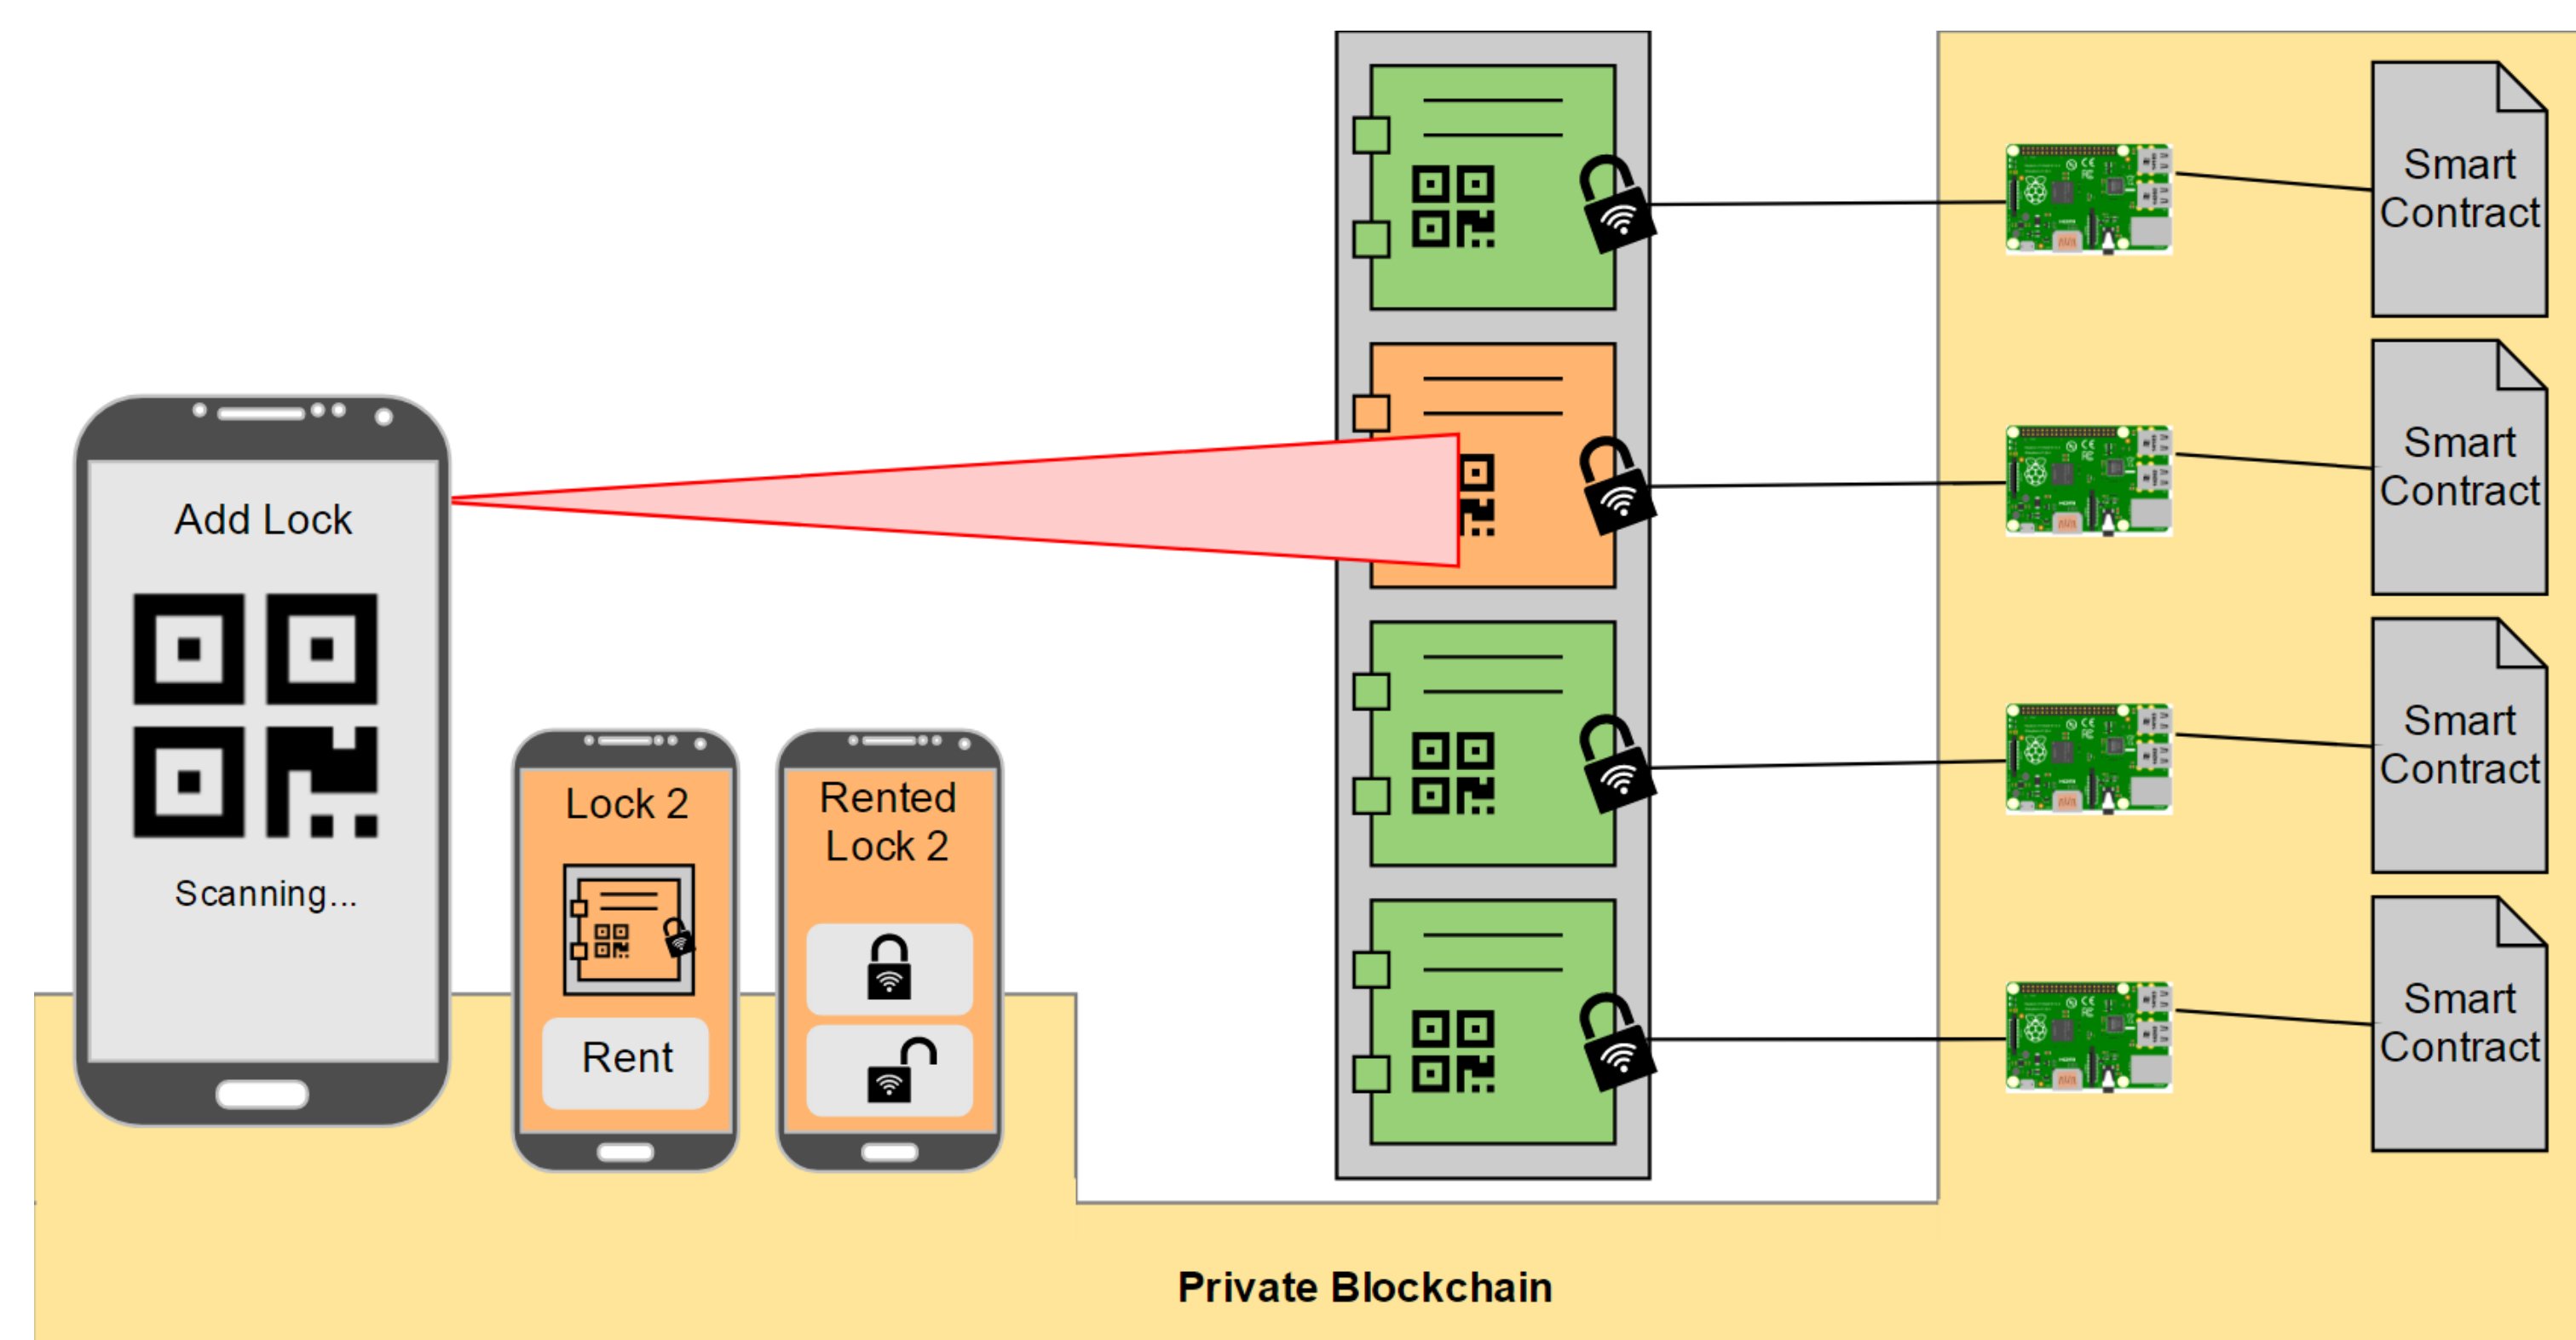 Add Lock
Scanning...
Lock 2
Rent
Rented
Lock 2
Smart
Contract
Smart
Contract
Smart
Contract
Smart
Contract
Private Blockchain